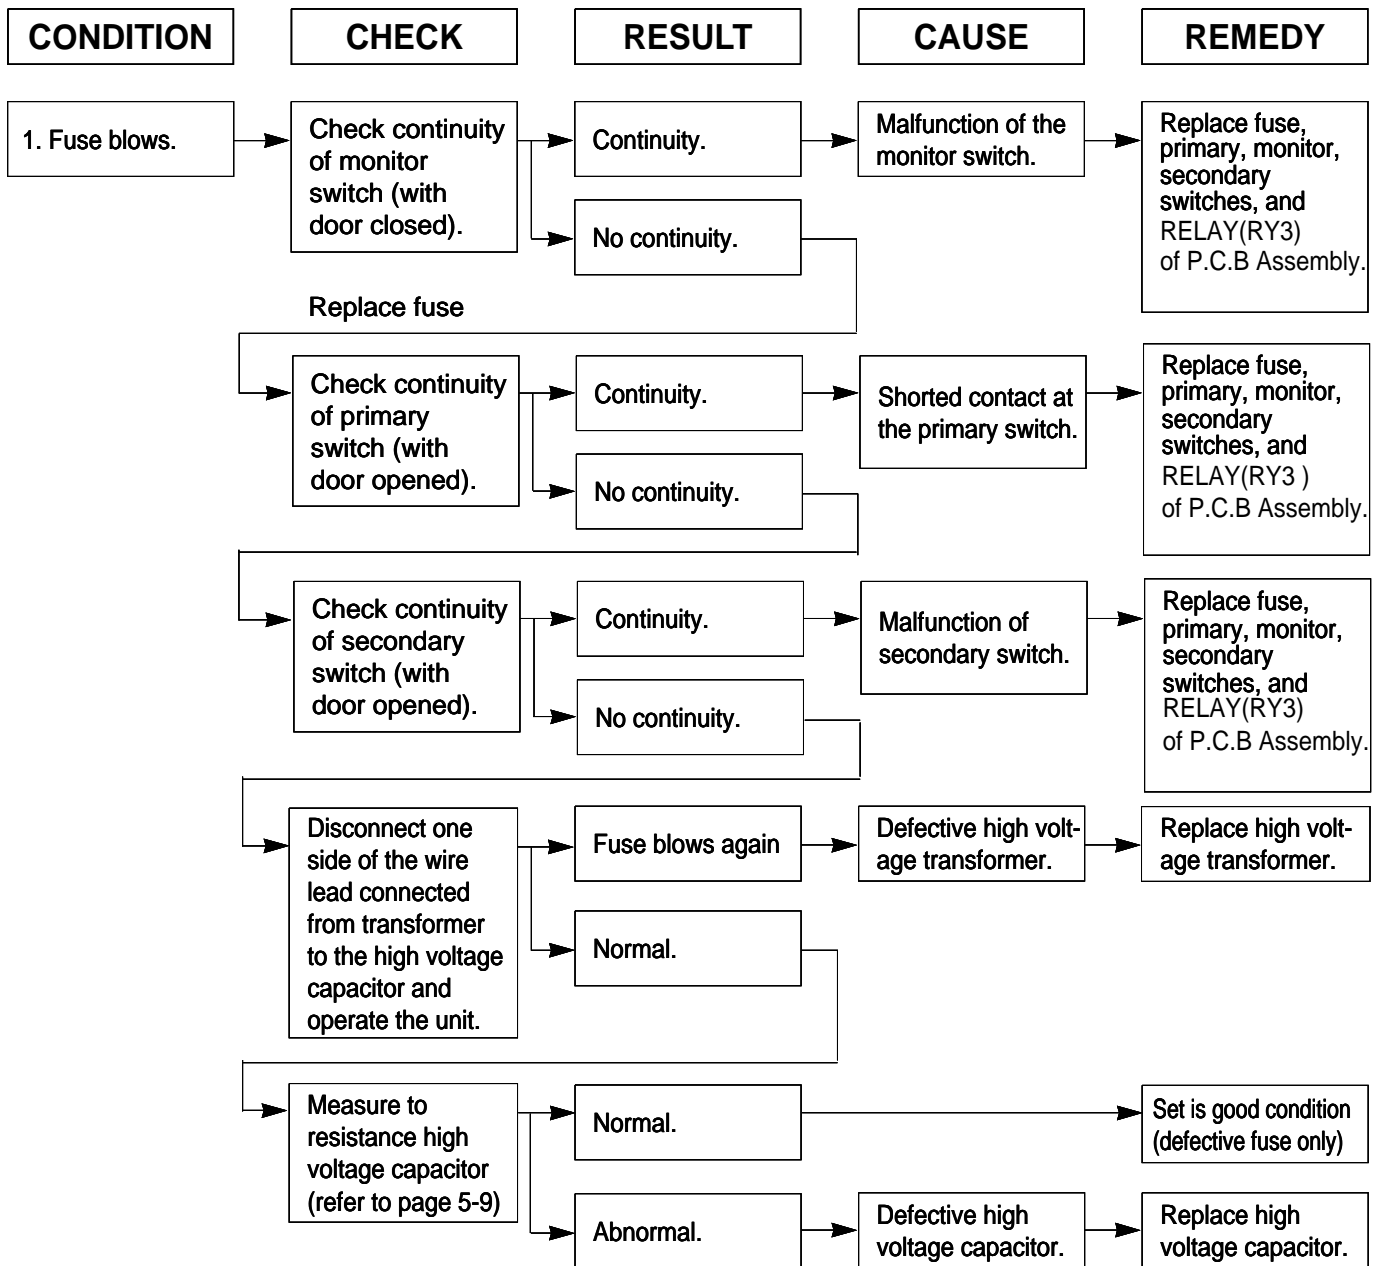 CONDITION
CHECK
RESULT
CAUSE
REMEDY
1. Fuse blows.
Check continuity
of monitor
switch (with
door closed).
Continuity.
Malfunction of the
monitor switch.
Replace fuse,
primary, monitor,
secondary
switches, and
RELAY(RY3)
of P.C.B Assembly.
No continuity.
Replace fuse
Check continuity
of primary
switch (with
door opened).
Continuity.
Shorted contact at
the primary switch.
Replace fuse,
primary, monitor,
secondary
switches, and
RELAY(RY3 )
of P.C.B Assembly.
No continuity.
Check continuity
of secondary
switch (with
door opened).
Continuity.
Malfunction of
secondary switch.
Replace fuse,
primary, monitor,
secondary
switches, and
RELAY(RY3)
of P.C.B Assembly.
No continuity.
Disconnect one
side of the wire
lead connected
from transformer
to the high voltage
capacitor and
operate the unit.
Fuse blows again
Defective high volt-
age transformer.
Replace high volt-
age transformer.
Normal.
Measure to
resistance high
voltage capacitor
(refer to page 5-9)
Normal.
Set is good condition
(defective fuse only)
Abnormal.
Defective high
voltage capacitor.
Replace high
voltage capacitor.